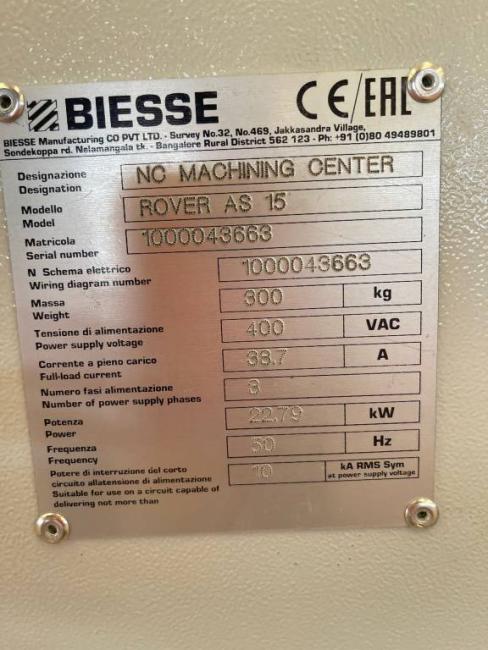 BIESSE CE/EAC
BIESSE Manufacturing CO PVT LTD. - Survey No.32, No.469, Jakkasandra Village,
Sondekoppa rd. Nelamangala tk. - Bangalore Rural District 562 123 - Ph: +91 (0)80 49489801
Designazione
Designation
NC MACHINING CENTER
Modello
Model
ROVER AS 15
Matricola
Serial number
1000043663
N Schema elettrico
Wiring diagram number
1000043663
Massa
Weight
300 kg
Tensione di alimentazione
Power supply voltage
400 VAC
Corrente a pieno carico
Full-load current
38.7 A
Numero fasi alimentazione
Number of power supply phases
3
Potenza
Power
22.79 kW
Frequenza
Frequency
50 Hz
Potere di interruzione del corto
circuito allatensione di alimentazione
Suitable for use on a circuit capable of
delivering not more than
10 kA RMS Sym
at power supply voltage